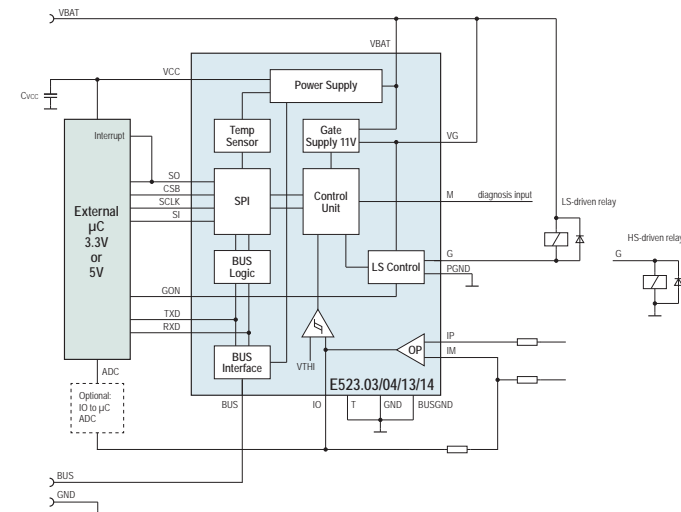 VBAT
VBAT
VCC
Power Supply
CVCC
Interrupt
Temp
Sensor
Gate
Supply 11V
VG
SO
CSB
SCLK
SI
SPI
Control
Unit
M
diagnosis input
LS-driven relay
External
µC
3.3V
or
5V
HS-driven relay
G
G
BUS
Logic
LS Control
PGND
GON
TXD
RXD
IP
OP
IM
BUS
Interface
VTHI
E523.03/04/13/14
ADC
Optional:
IO to µC
ADC
BUS
IO
T
GND
BUSGND
BUS
GND